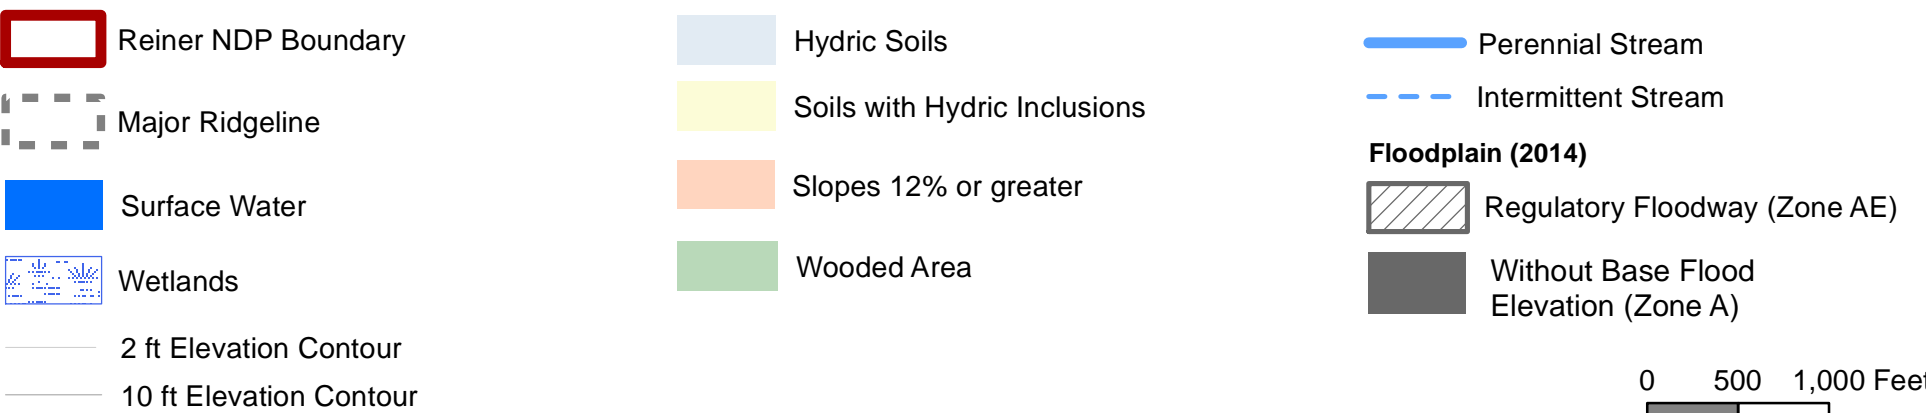 Reiner NDP Boundary
Major Ridgeline
Surface Water
Wetlands
2 ft Elevation Contour
10 ft Elevation Contour
Hydric Soils
Soils with Hydric Inclusions
Slopes 12% or greater
Wooded Area
Perennial Stream
Intermittent Stream
Floodplain (2014)
Regulatory Floodway (Zone AE)
Without Base Flood
Elevation (Zone A)
0 500 1,000 Feet